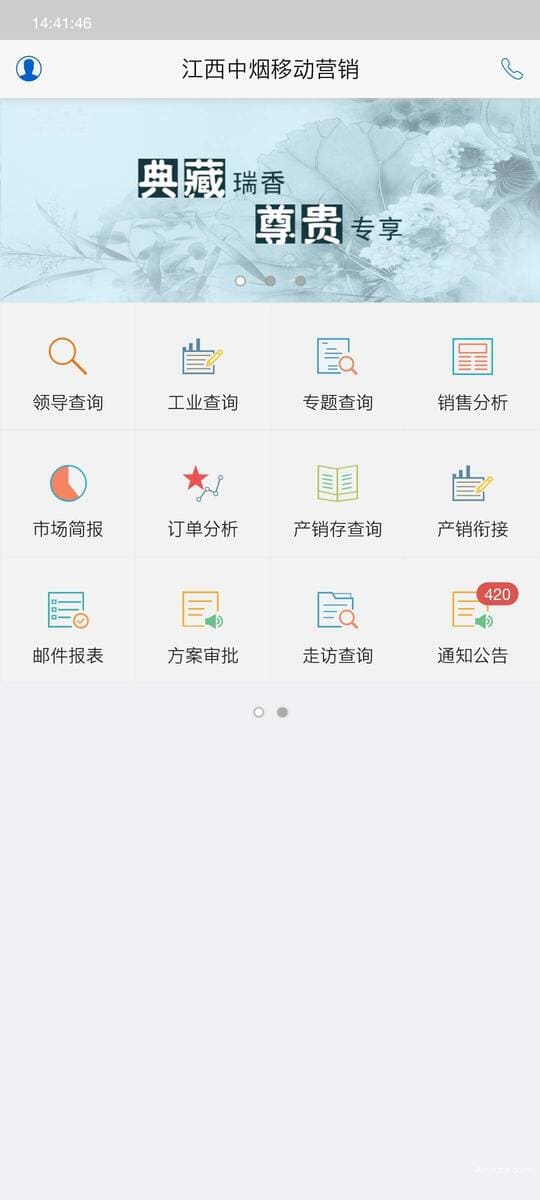 14:41:46
江西中烟移动营销
典藏 瑞香
尊贵 专享
领导查询 工业查询 专题查询 销售分析
市场简报 订单分析 产销存查询 产销衔接
420
邮件报表 方案审批 走访查询 通知公告